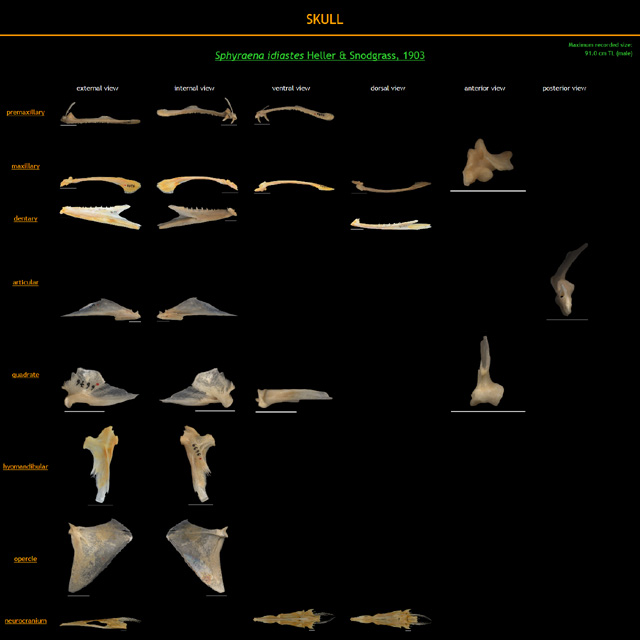 SKULL
Maximum recorded size:
91.0 cm TL (male)
Sphyraena idiastes Heller & Snodgrass, 1903
external view internal view ventral view dorsal view anterior view posterior view
premaxillary
maxillary
dentary
articular
quadrate
hyomandibular
opercle
neurocranium